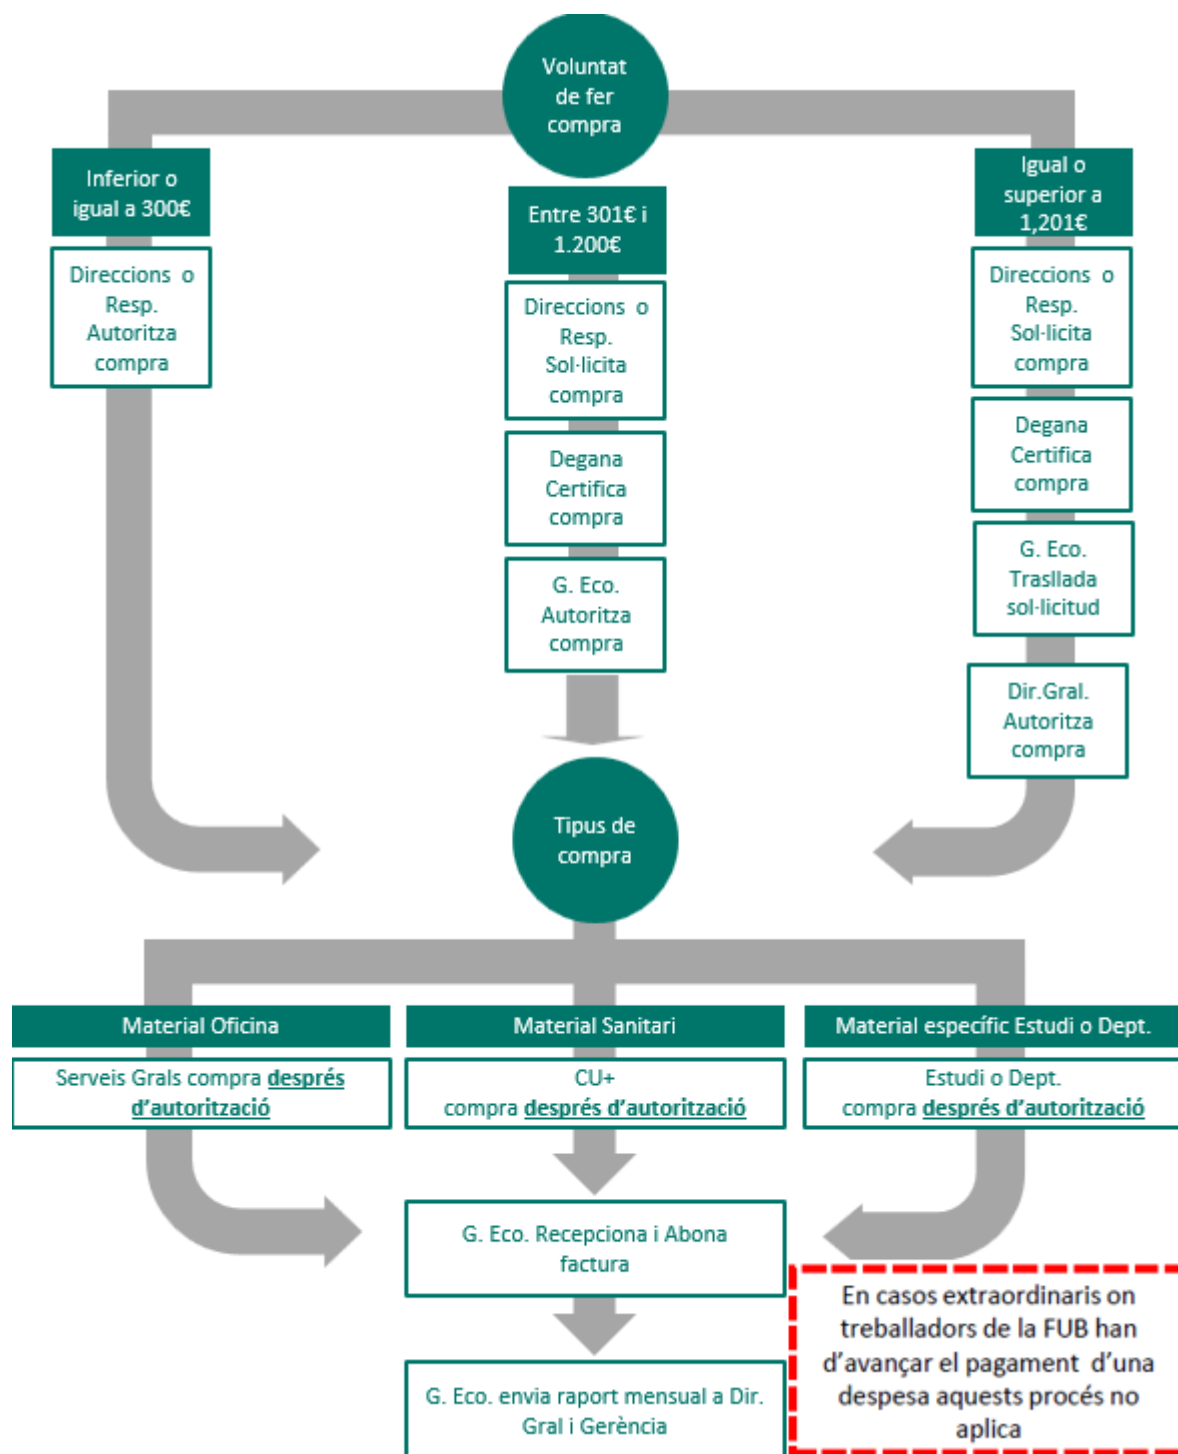 Voluntat
de fer
compra
Inferior o
igual a 300€
Direccions o
Resp.
Autoritza
compra
Entre 301€ i
1.200€
Direccions o
Resp.
Sol·licita
compra
Degana
Certifica
compra
G. Eco.
Autoritza
compra
Igual o
superior a
1,201€
Direccions o
Resp.
Sol·licita
compra
Degana
Certifica
compra
G. Eco.
Trasllada
sol·licitud
Dir.Gral.
Autoritza
compra
Tipus de
compra
Material Oficina
Serveis Grals compra després
d'autorització
Material Sanitari
CU+
compra després d'autorització
Material específic Estudi o Dept.
Estudi o Dept.
compra després d'autorització
G. Eco. Recepciona i Abona
factura
G. Eco. envia raport mensual a Dir.
Gral i Gerència
En casos extraordinaris on
treballadors de la FUB han
d'avançar el pagament d'una
despesa aquests procés no
aplica